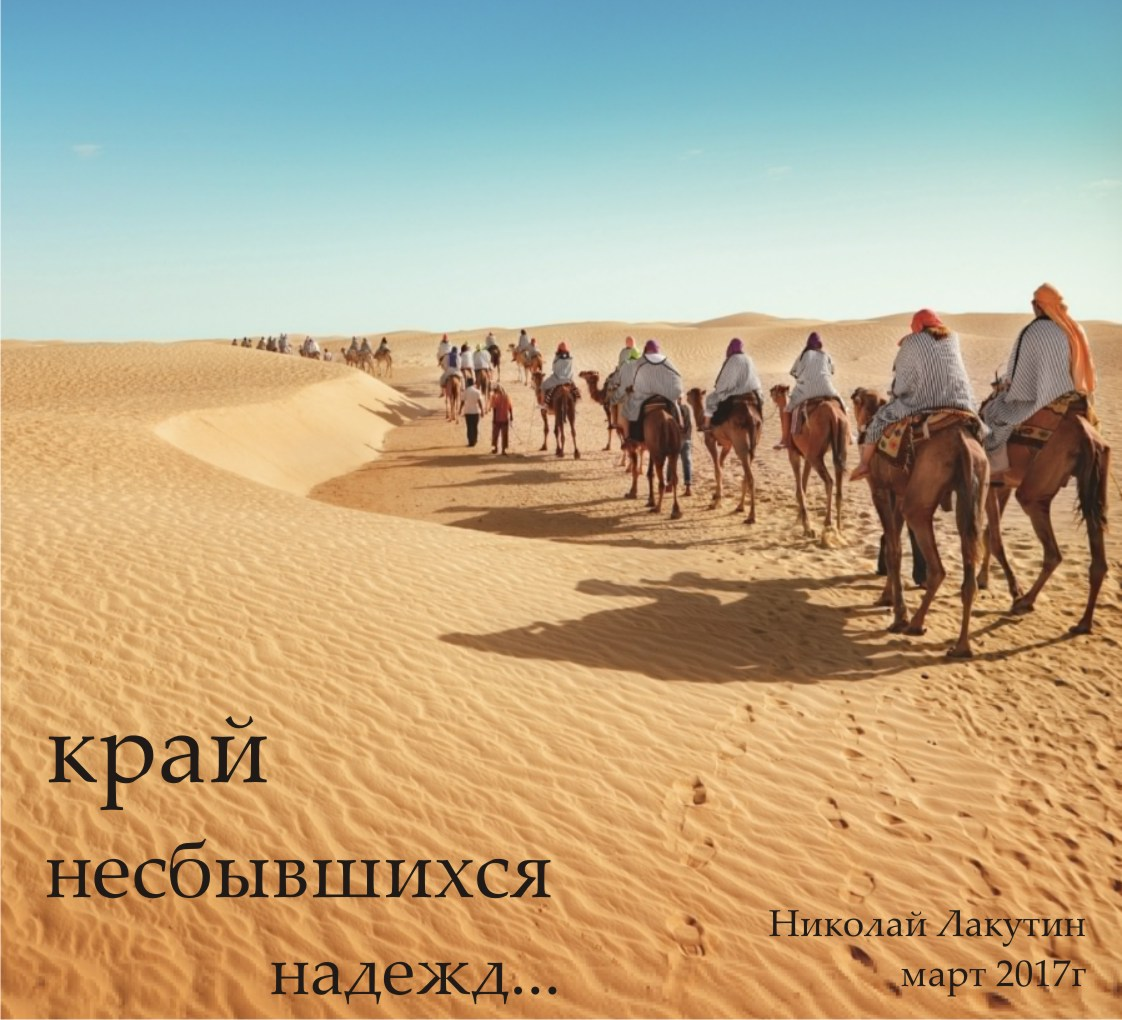 край
несбывшихся
надежд...
Николай Лакутин
март 2017г